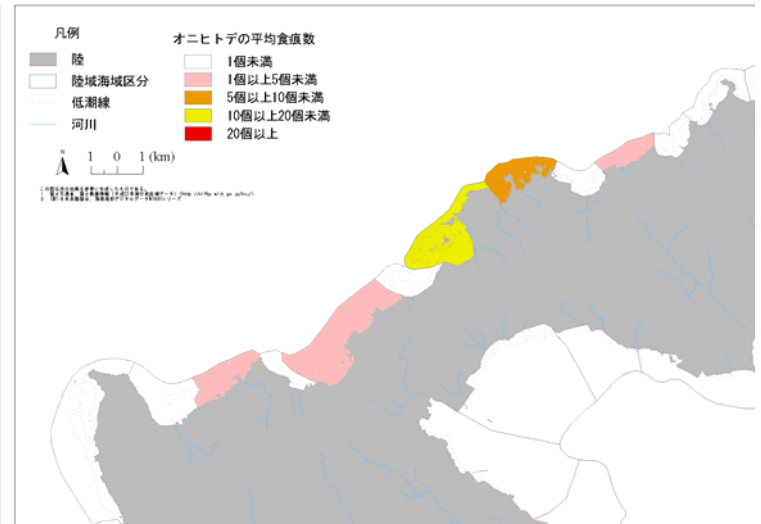 凡例
陸
陸域海域区分
低潮線
河川
N
1 0 1 (km)
オニヒトデの平均食痕数
1個未満
1個以上5個未満
5個以上10個未満
10個以上20個未満
20個以上